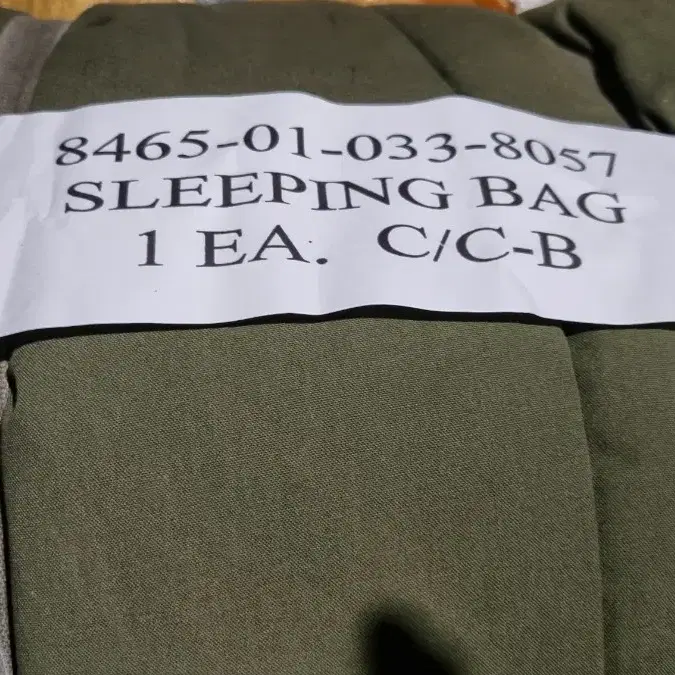 8465-01-033-8057
SLEEPING BAG
1 EA. C/C-B